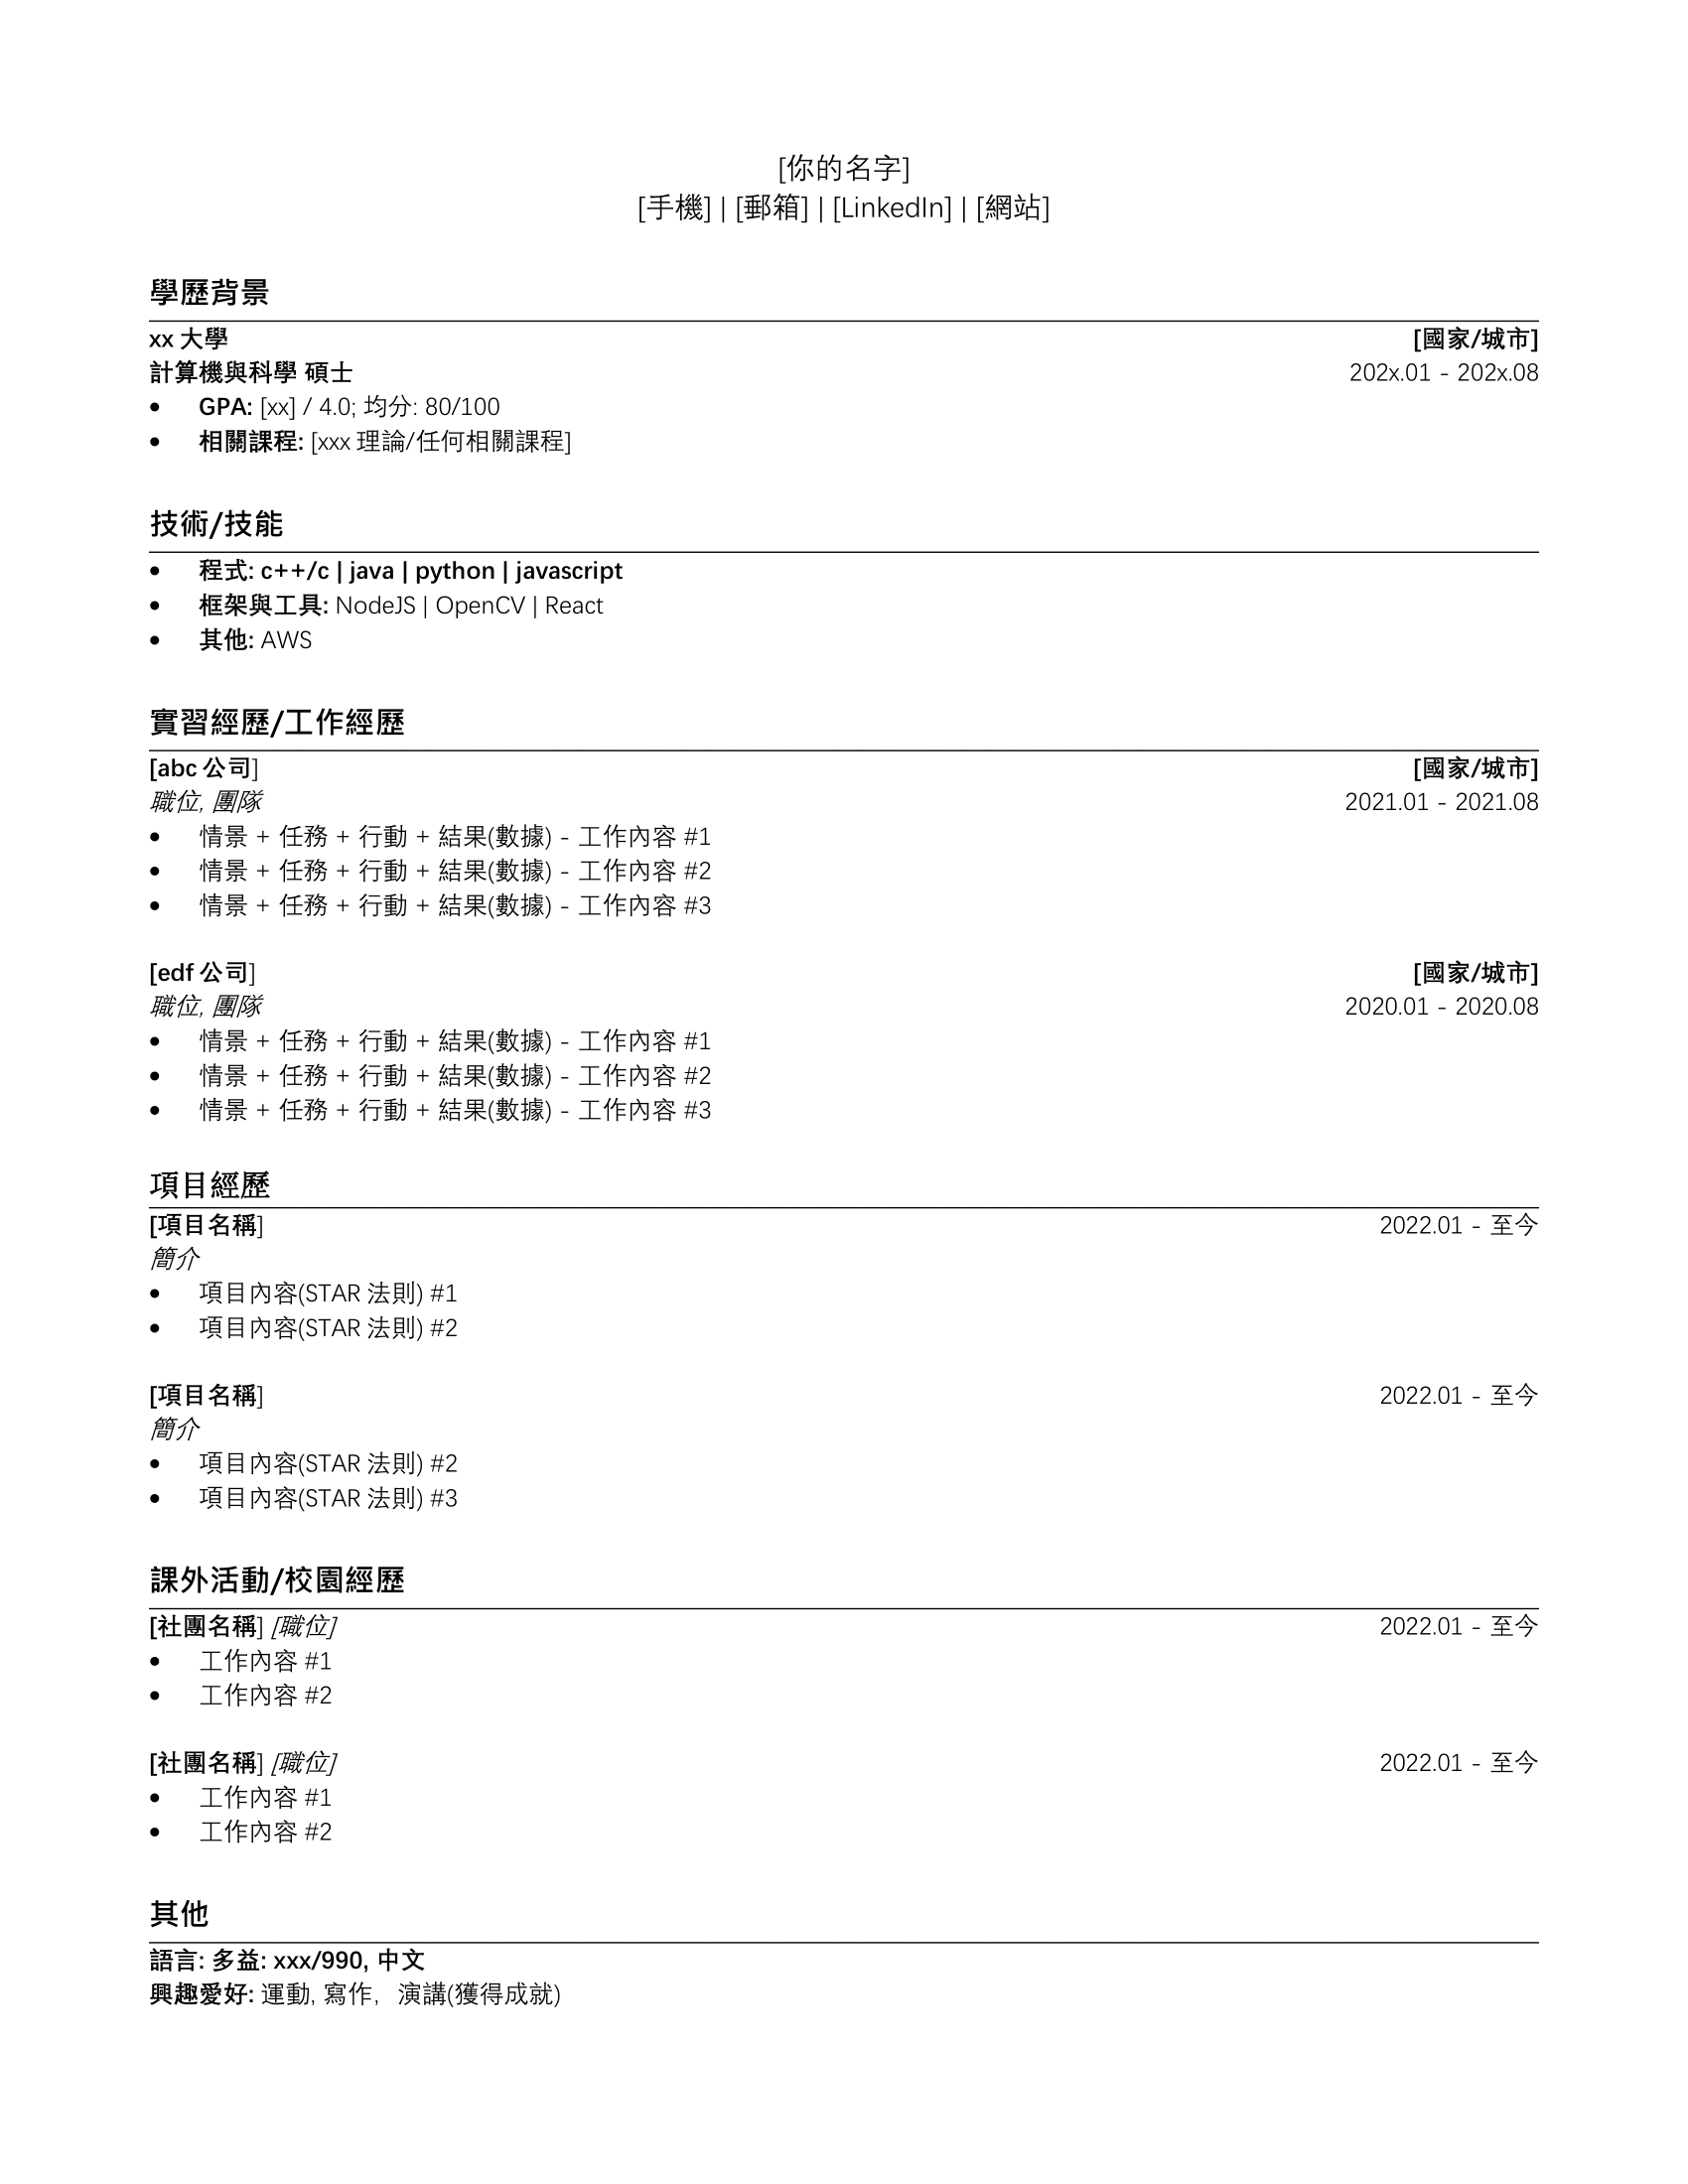 [你的名字]
[手機] | [郵箱] | [LinkedIn] | [網站]
學歷背景
xx 大學 [國家/城市]
計算機與科學 碩士 202x.01 - 202x.08
• GPA: [xx] / 4.0; 均分: 80/100
• 相關課程: [xxx 理論/任何相關課程]
技術/技能
• 程式: c++/c | java | python | javascript
• 框架與工具: NodeJS | OpenCV | React
• 其他: AWS
實習經歷/工作經歷
[abc 公司] [國家/城市]
職位, 團隊 2021.01 - 2021.08
• 情景 + 任務 + 行動 + 結果(數據) - 工作內容 #1
• 情景 + 任務 + 行動 + 結果(數據) - 工作內容 #2
• 情景 + 任務 + 行動 + 結果(數據) - 工作內容 #3
[edf 公司] [國家/城市]
職位, 團隊 2020.01 - 2020.08
• 情景 + 任務 + 行動 + 結果(數據) - 工作內容 #1
• 情景 + 任務 + 行動 + 結果(數據) - 工作內容 #2
• 情景 + 任務 + 行動 + 結果(數據) - 工作內容 #3
項目經歷
[項目名稱] 2022.01 - 至今
簡介
• 項目內容(STAR 法則) #1
• 項目內容(STAR 法則) #2
[項目名稱] 2022.01 - 至今
簡介
• 項目內容(STAR 法則) #2
• 項目內容(STAR 法則) #3
課外活動/校園經歷
[社團名稱] [職位] 2022.01 - 至今
• 工作內容 #1
• 工作內容 #2
[社團名稱] [職位] 2022.01 - 至今
• 工作內容 #1
• 工作內容 #2
其他
語言: 多益: xxx/990, 中文
興趣愛好: 運動, 寫作， 演講(獲得成就)